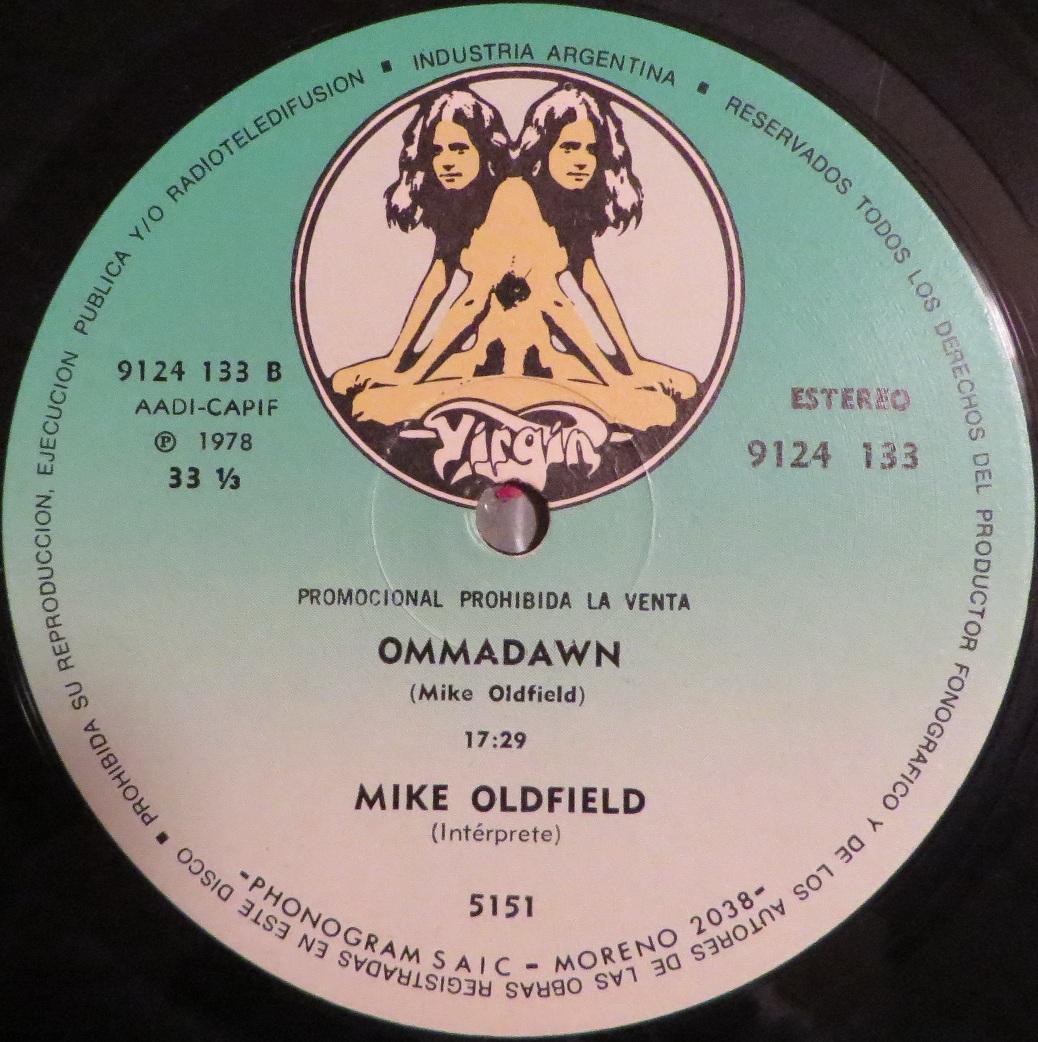 PROHIBIDA SU REPRODUCCION, EJECUCION PUBLICA Y/O RADIOTELEDIFUSION ▪ INDUSTRIA ARGENTINA ▪ RESERVADOS TODOS LOS DERECHOS DEL PRODUCTOR FONOGRAFICO Y DE LOS AUTORES DE LAS OBRAS REGISTRADAS EN ESTE DISCO ▪
Virgin
9124 133 B
AADI-CAPIF
℗ 1978
33 ⅓
ESTEREO
9124 133
PROMOCIONAL PROHIBIDA LA VENTA
OMMADAWN
(Mike Oldfield)
17:29
MIKE OLDFIELD
(Intérprete)
5151
-PHONOGRAM S A I C - MORENO 2038-